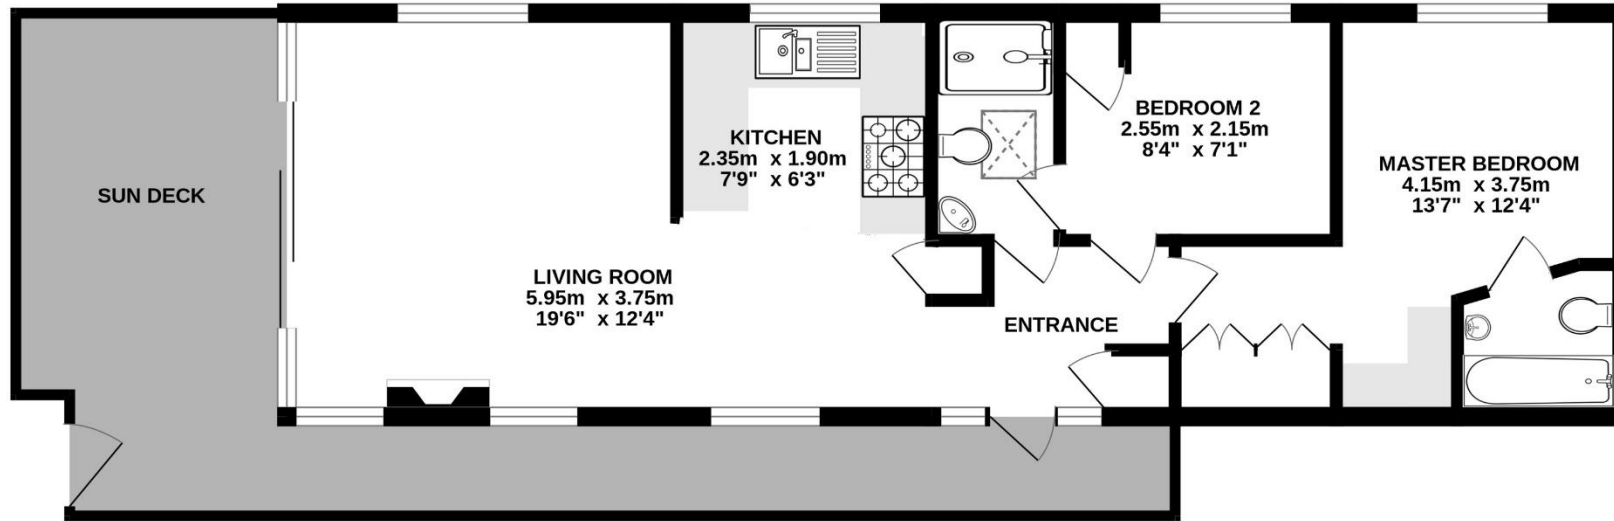 SUN DECK
LIVING ROOM
5.95m x 3.75m
19'6" x 12'4"
KITCHEN
2.35m x 1.90m
7'9" x 6'3"
BEDROOM 2
2.55m x 2.15m
8'4" x 7'1"
ENTRANCE
MASTER BEDROOM
4.15m x 3.75m
13'7" x 12'4"